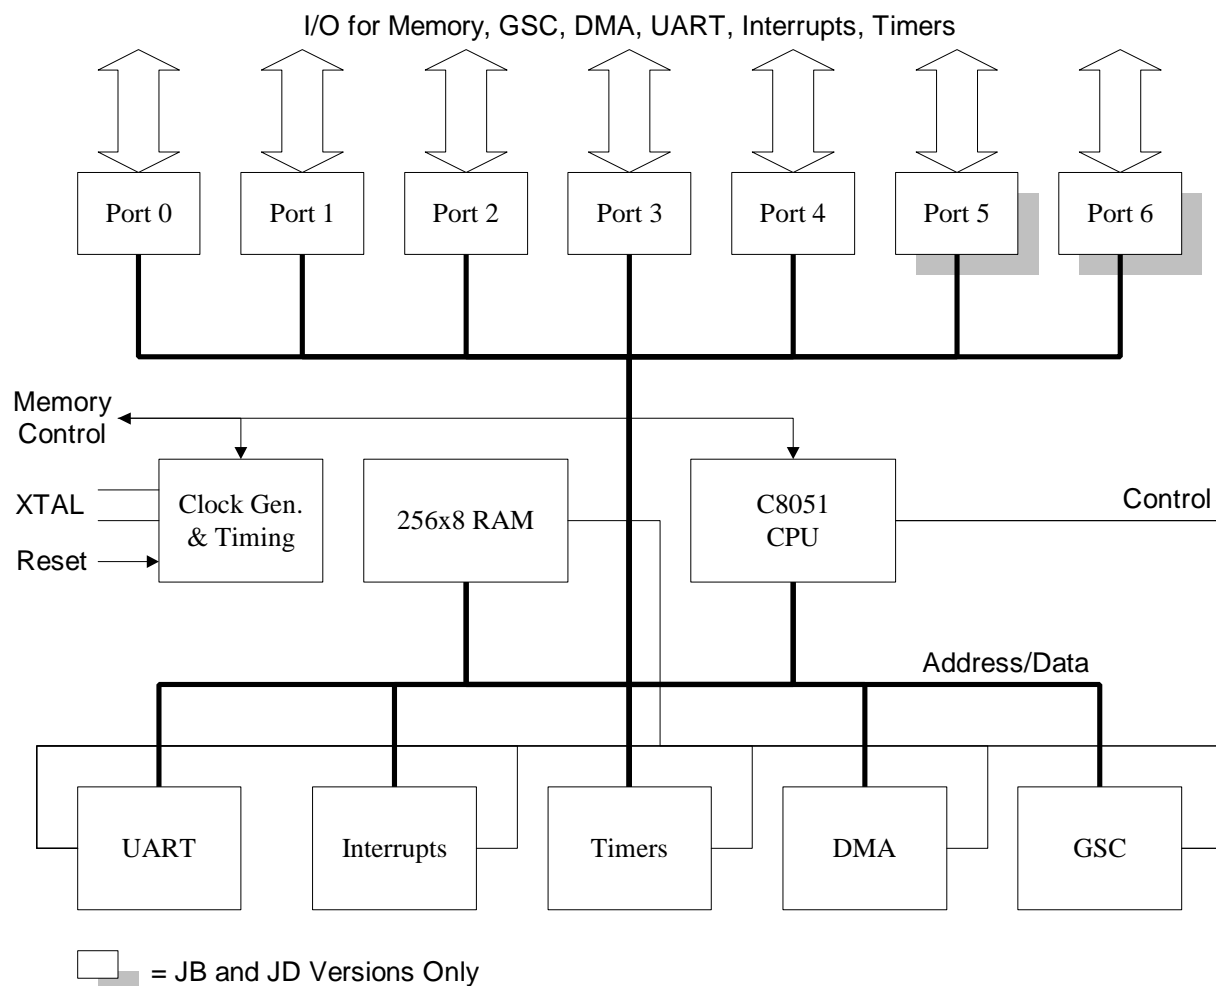 I/O for Memory, GSC, DMA, UART, Interrupts, Timers
Port 0
Port 1
Port 2
Port 3
Port 4
Port 5
Port 6
Memory
Control
XTAL
Reset
Clock Gen.
& Timing
256x8 RAM
C8051
CPU
Control
Address/Data
UART
Interrupts
Timers
DMA
GSC
= JB and JD Versions Only